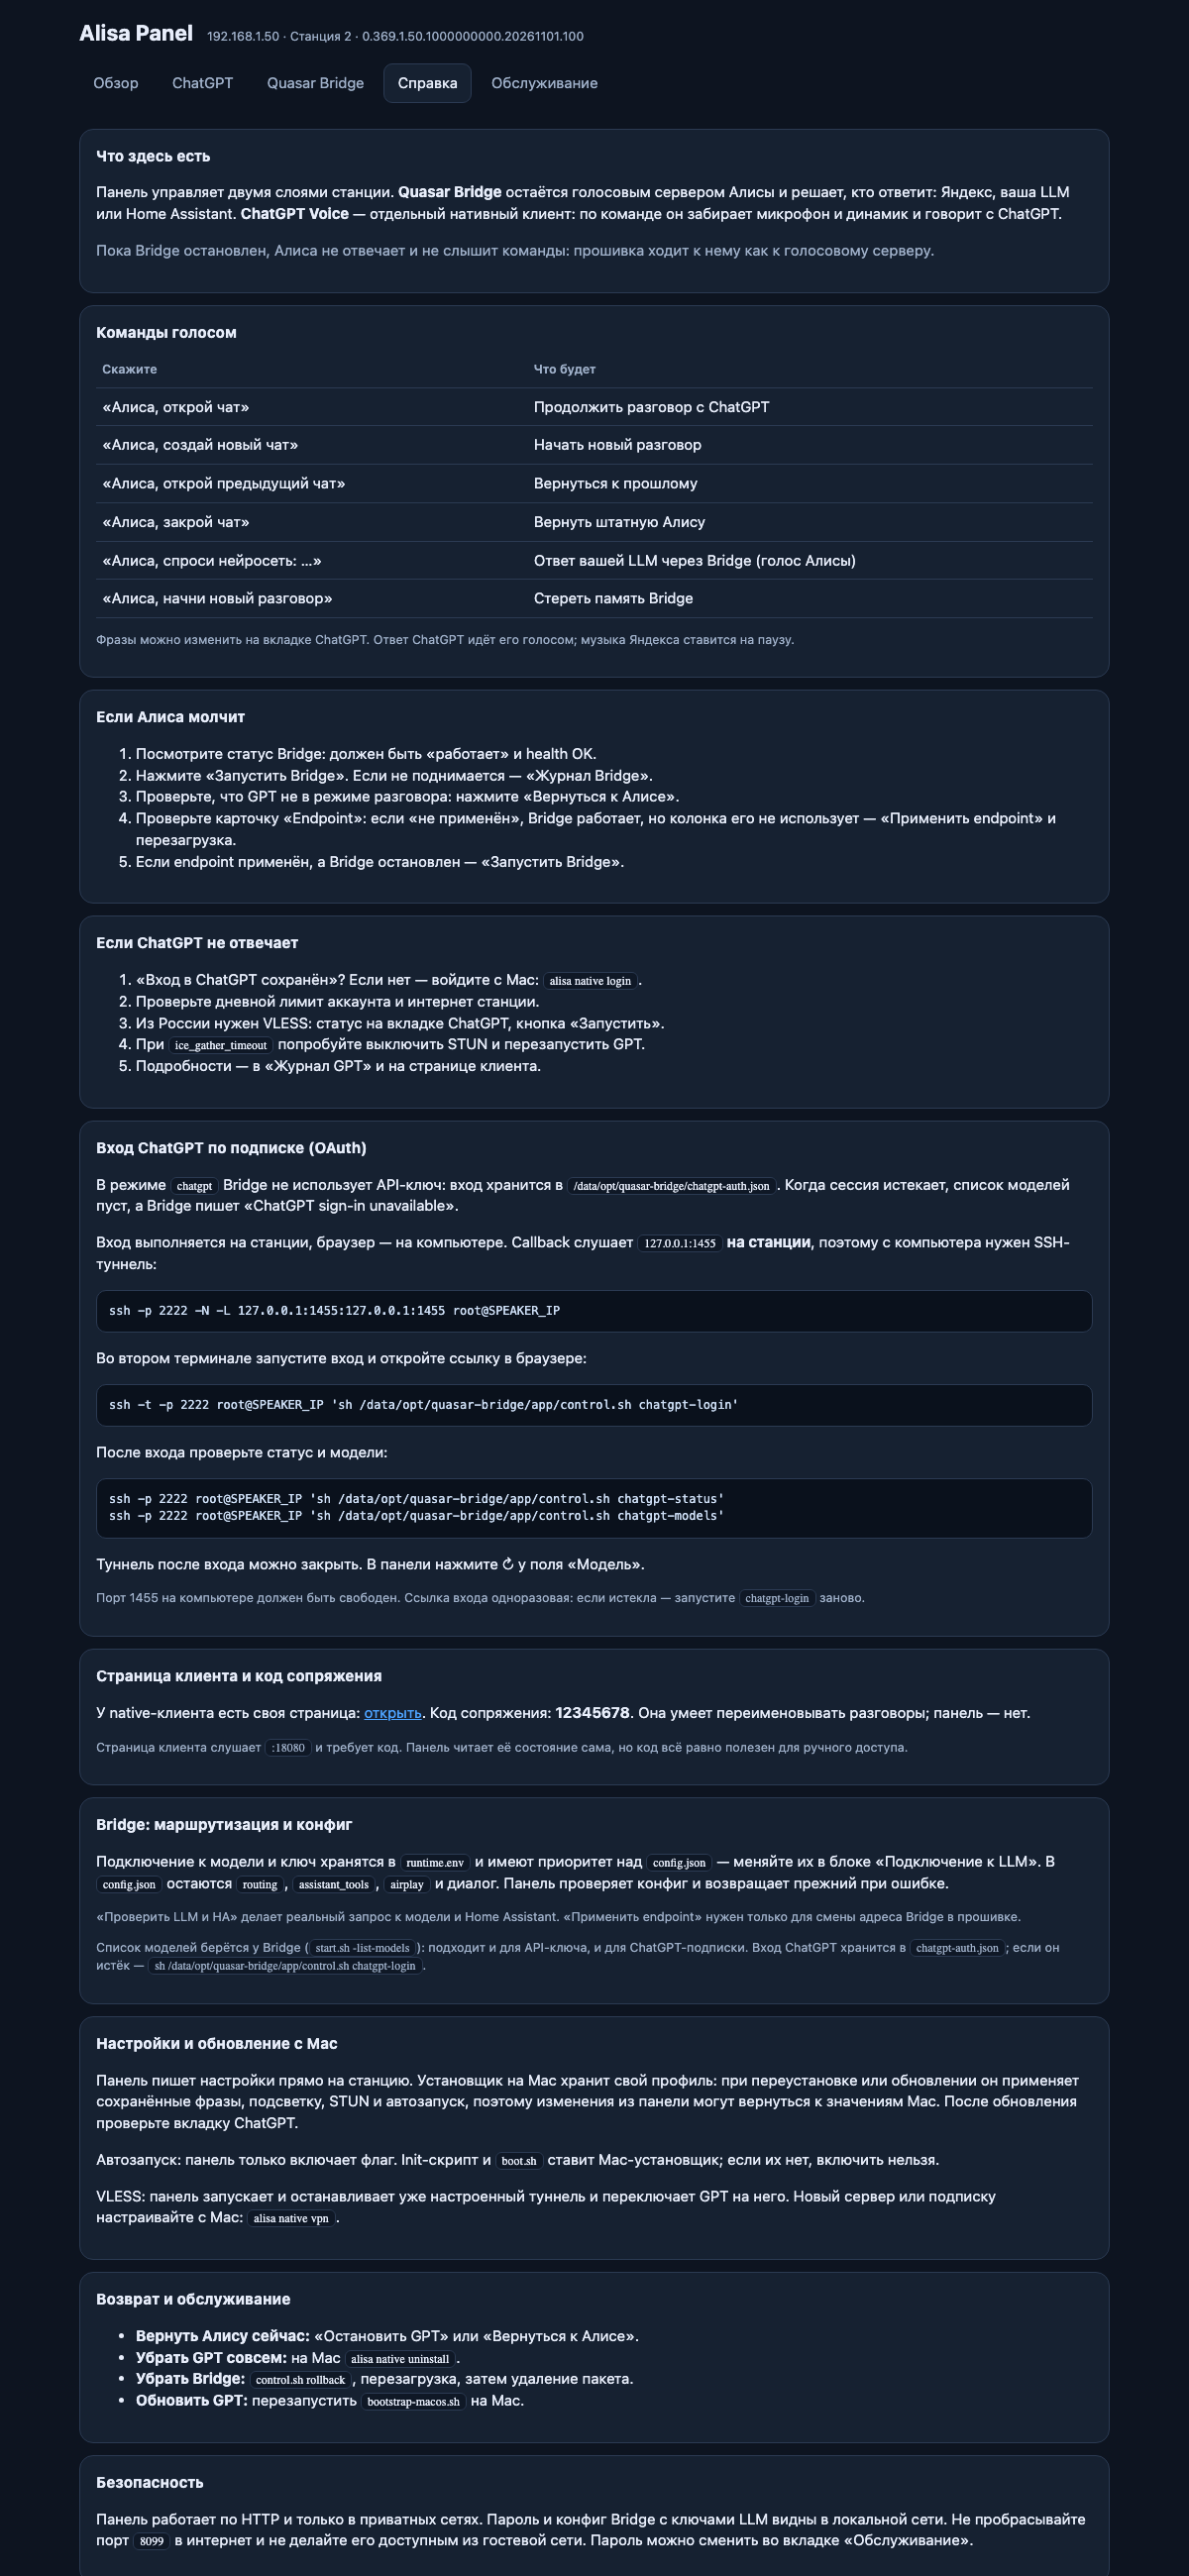 Alisa Panel 192.168.1.50 · Станция 2 · 0.369.1.50.1000000000.20261101.100
Обзор ChatGPT Quasar Bridge Справка Обслуживание
Что здесь есть
Панель управляет двумя слоями станции. Quasar Bridge остаётся голосовым сервером Алисы и решает, кто ответит: Яндекс, ваша LLM
или Home Assistant. ChatGPT Voice — отдельный нативный клиент: по команде он забирает микрофон и динамик и говорит с ChatGPT.
Пока Bridge остановлен, Алиса не отвечает и не слышит команды: прошивка ходит к нему как к голосовому серверу.
Команды голосом
Скажите Что будет
«Алиса, открой чат» Продолжить разговор с ChatGPT
«Алиса, создай новый чат» Начать новый разговор
«Алиса, открой предыдущий чат» Вернуться к прошлому
«Алиса, закрой чат» Вернуть штатную Алису
«Алиса, спроси нейросеть: ...» Ответ вашей LLM через Bridge (голос Алисы)
«Алиса, начни новый разговор» Стереть память Bridge
Фразы можно изменить на вкладке ChatGPT. Ответ ChatGPT идёт его голосом; музыка Яндекса ставится на паузу.
Если Алиса молчит
1. Посмотрите статус Bridge: должен быть «работает» и health OK.
2. Нажмите «Запустить Bridge». Если не поднимается — «Журнал Bridge».
3. Проверьте, что GPT не в режиме разговора: нажмите «Вернуться к Алисе».
4. Проверьте карточку «Endpoint»: если «не применён», Bridge работает, но колонка его не использует — «Применить endpoint» и
перезагрузка.
5. Если endpoint применён, а Bridge остановлен — «Запустить Bridge».
Если ChatGPT не отвечает
1. «Вход в ChatGPT сохранён»? Если нет — войдите с Mac: alisa native login.
2. Проверьте дневной лимит аккаунта и интернет станции.
3. Из России нужен VLESS: статус на вкладке ChatGPT, кнопка «Запустить».
4. При ice_gather_timeout попробуйте выключить STUN и перезапустить GPT.
5. Подробности — в «Журнал GPT» и на странице клиента.
Вход ChatGPT по подписке (OAuth)
В режиме chatgpt Bridge не использует API-ключ: вход хранится в /data/opt/quasar-bridge/chatgpt-auth.json. Когда сессия истекает, список моделей
пуст, а Bridge пишет «ChatGPT sign-in unavailable».
Вход выполняется на станции, браузер — на компьютере. Callback слушает 127.0.0.1:1455 на станции, поэтому с компьютера нужен SSH-
туннель:
ssh -p 2222 -N -L 127.0.0.1:1455:127.0.0.1:1455 root@SPEAKER_IP
Во втором терминале запустите вход и откройте ссылку в браузере:
ssh -t -p 2222 root@SPEAKER_IP 'sh /data/opt/quasar-bridge/app/control.sh chatgpt-login'
После входа проверьте статус и модели:
ssh -p 2222 root@SPEAKER_IP 'sh /data/opt/quasar-bridge/app/control.sh chatgpt-status'
ssh -p 2222 root@SPEAKER_IP 'sh /data/opt/quasar-bridge/app/control.sh chatgpt-models'
Туннель после входа можно закрыть. В панели нажмите ↻ у поля «Модель».
Порт 1455 на компьютере должен быть свободен. Ссылка входа одноразовая: если истекла — запустите chatgpt-login заново.
Страница клиента и код сопряжения
У native-клиента есть своя страница: открыть. Код сопряжения: 12345678. Она умеет переименовывать разговоры; панель — нет.
Страница клиента слушает :18080 и требует код. Панель читает её состояние сама, но код всё равно полезен для ручного доступа.
Bridge: маршрутизация и конфиг
Подключение к модели и ключ хранятся в runtime.env и имеют приоритет над config.json — меняйте их в блоке «Подключение к LLM». В
config.json остаются routing, assistant_tools, airplay и диалог. Панель проверяет конфиг и возвращает прежний при ошибке.
«Проверить LLM и HA» делает реальный запрос к модели и Home Assistant. «Применить endpoint» нужен только для смены адреса Bridge в прошивке.
Список моделей берётся у Bridge (start.sh -list-models): подходит и для API-ключа, и для ChatGPT-подписки. Вход ChatGPT хранится в chatgpt-auth.json; если он
истёк — sh /data/opt/quasar-bridge/app/control.sh chatgpt-login.
Настройки и обновление с Mac
Панель пишет настройки прямо на станцию. Установщик на Mac хранит свой профиль: при переустановке или обновлении он применяет
сохранённые фразы, подсветку, STUN и автозапуск, поэтому изменения из панели могут вернуться к значениям Mac. После обновления
проверьте вкладку ChatGPT.
Автозапуск: панель только включает флаг. Init-скрипт и boot.sh ставит Mac-установщик; если их нет, включить нельзя.
VLESS: панель запускает и останавливает уже настроенный туннель и переключает GPT на него. Новый сервер или подписку
настраивайте с Mac: alisa native vpn.
Возврат и обслуживание
• Вернуть Алису сейчас: «Остановить GPT» или «Вернуться к Алисе».
• Убрать GPT совсем: на Mac alisa native uninstall.
• Убрать Bridge: control.sh rollback, перезагрузка, затем удаление пакета.
• Обновить GPT: перезапустить bootstrap-macos.sh на Mac.
Безопасность
Панель работает по HTTP и только в приватных сетях. Пароль и конфиг Bridge с ключами LLM видны в локальной сети. Не пробрасывайте
порт 8099 в интернет и не делайте его доступным из гостевой сети. Пароль можно сменить во вкладке «Обслуживание».